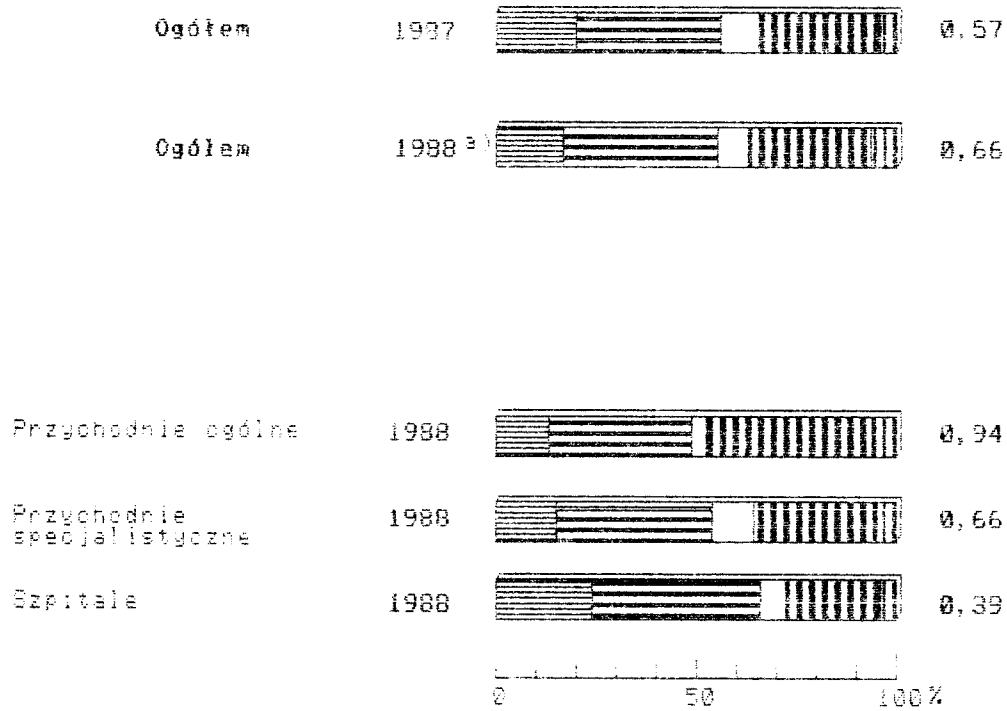 Ogółem 1987 0,57
Ogółem 1988 a) 0,66
Przychodnie ogólne 1988 0,94
Przychodnie
specjalistyczne 1988 0,66
Szpitale 1988 0,39
0 50 100%